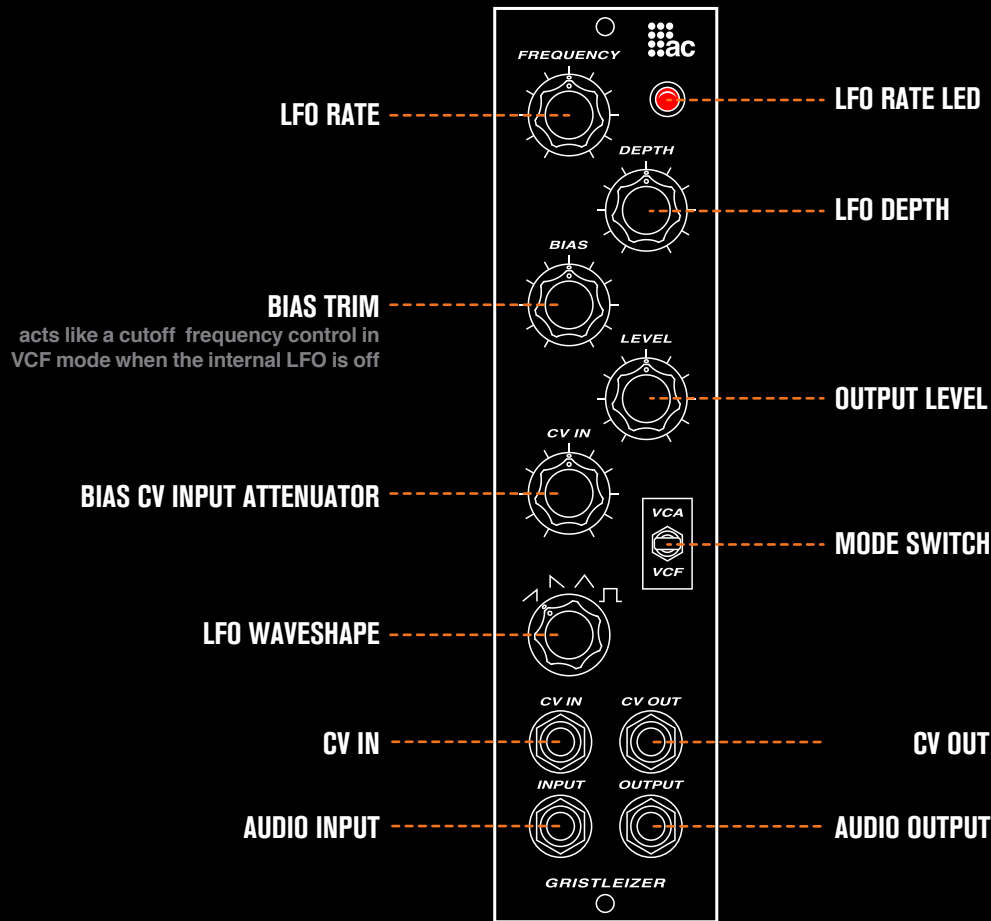 ac
FREQUENCY
LFO RATE
LFO RATE LED
DEPTH
LFO DEPTH
BIAS
BIAS TRIM
acts like a cutoff frequency control in
VCF mode when the internal LFO is off
LEVEL
OUTPUT LEVEL
CV IN
BIAS CV INPUT ATTENUATOR
VCA
MODE SWITCH
VCF
LFO WAVESHAPE
CV IN
CV OUT
CV IN
CV OUT
INPUT
OUTPUT
AUDIO INPUT
AUDIO OUTPUT
GRISTLEIZER